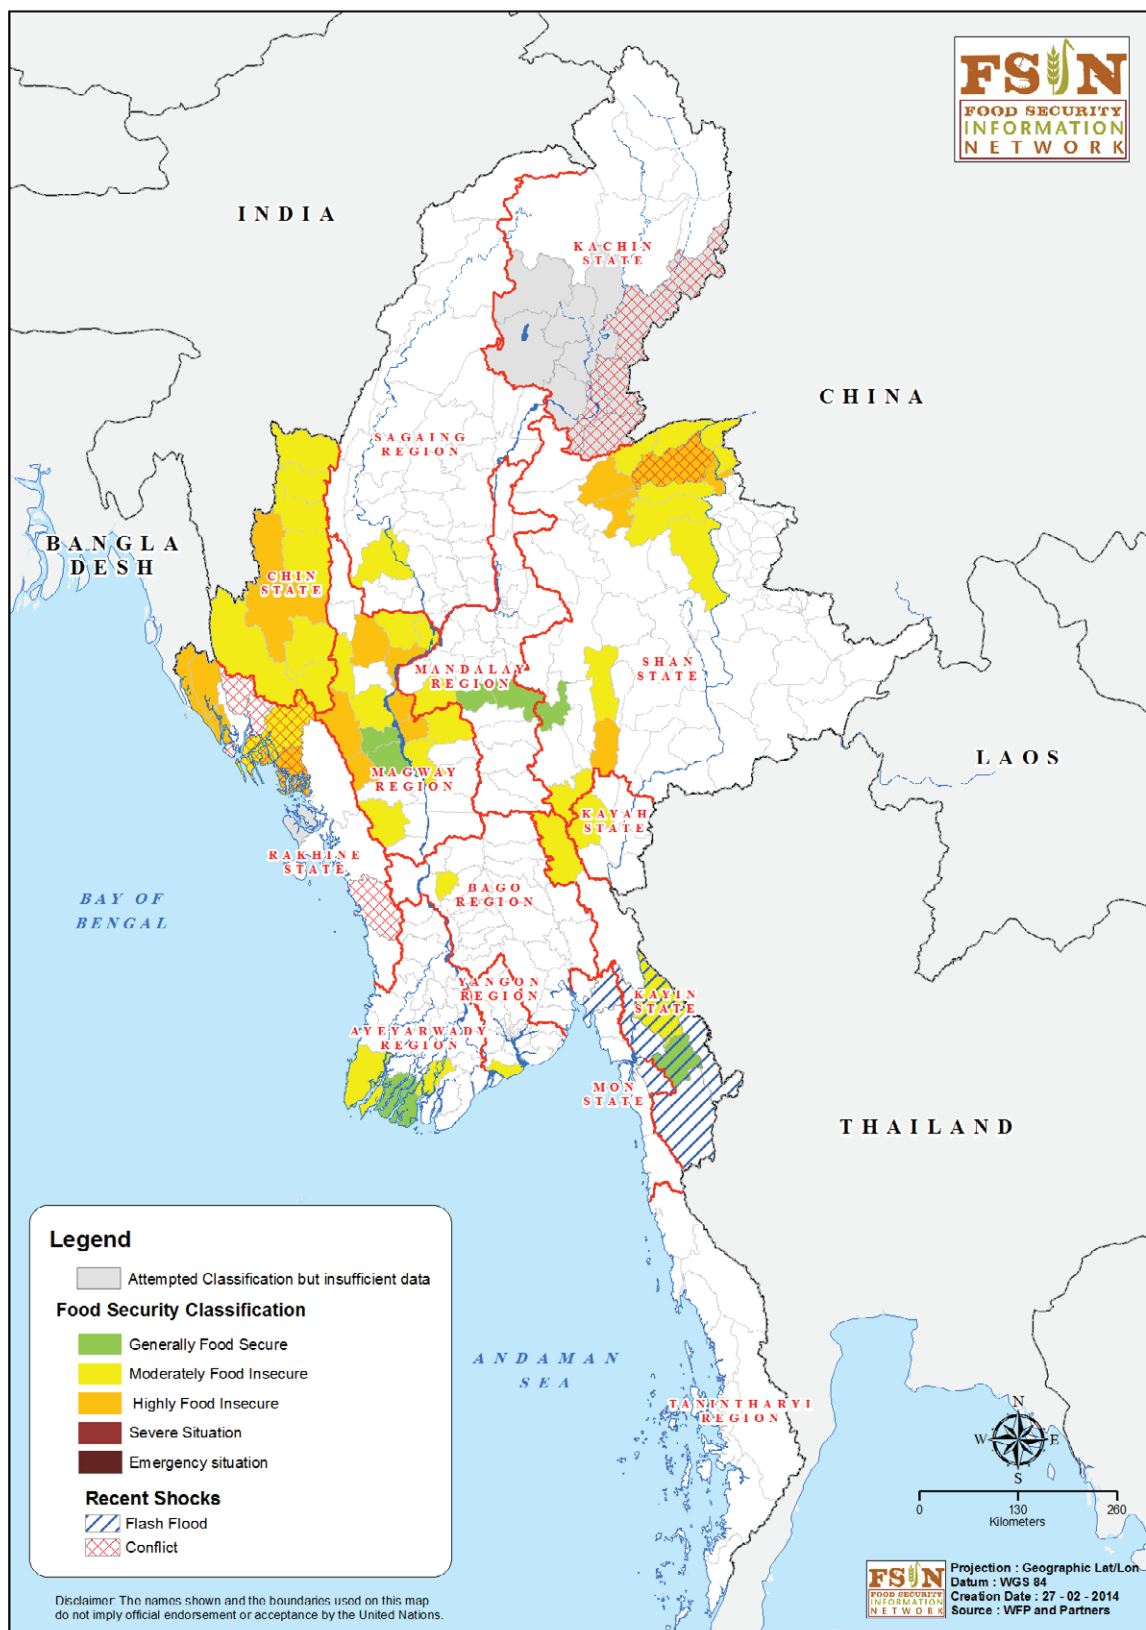 FSIN
FOOD SECURITY
INFORMATION
NETWORK
INDIA
KACHIN
STATE
CHINA
SAGAING
REGION
BANGLA
DESH
CHIN
STATE
MANDALAY
REGION
SHAN
STATE
LAOS
MAGWAY
REGION
KAYAH
STATE
RAKHINE
STATE
BAGO
REGION
BAY OF
BENGAL
YANGON
REGION
KAYIN
STATE
AYEYARWADY
REGION
MON
STATE
THAILAND
Legend
Attempted Classification but insufficient data
Food Security Classification
Generally Food Secure
Moderately Food Insecure
Highly Food Insecure
Severe Situation
Emergency situation
Recent Shocks
Flash Flood
Conflict
ANDAMAN
SEA
TANINTHARYI
REGION
N
W E
S
0 130 260
Kilometers
FSIN
FOOD SECURITY
INFORMATION
NETWORK
Projection : Geographic Lat/Lon
Datum : WGS 84
Creation Date : 27 - 02 - 2014
Source : WFP and Partners
Disclaimer: The names shown and the boundaries used on this map
do not imply official endorsement or acceptance by the United Nations.